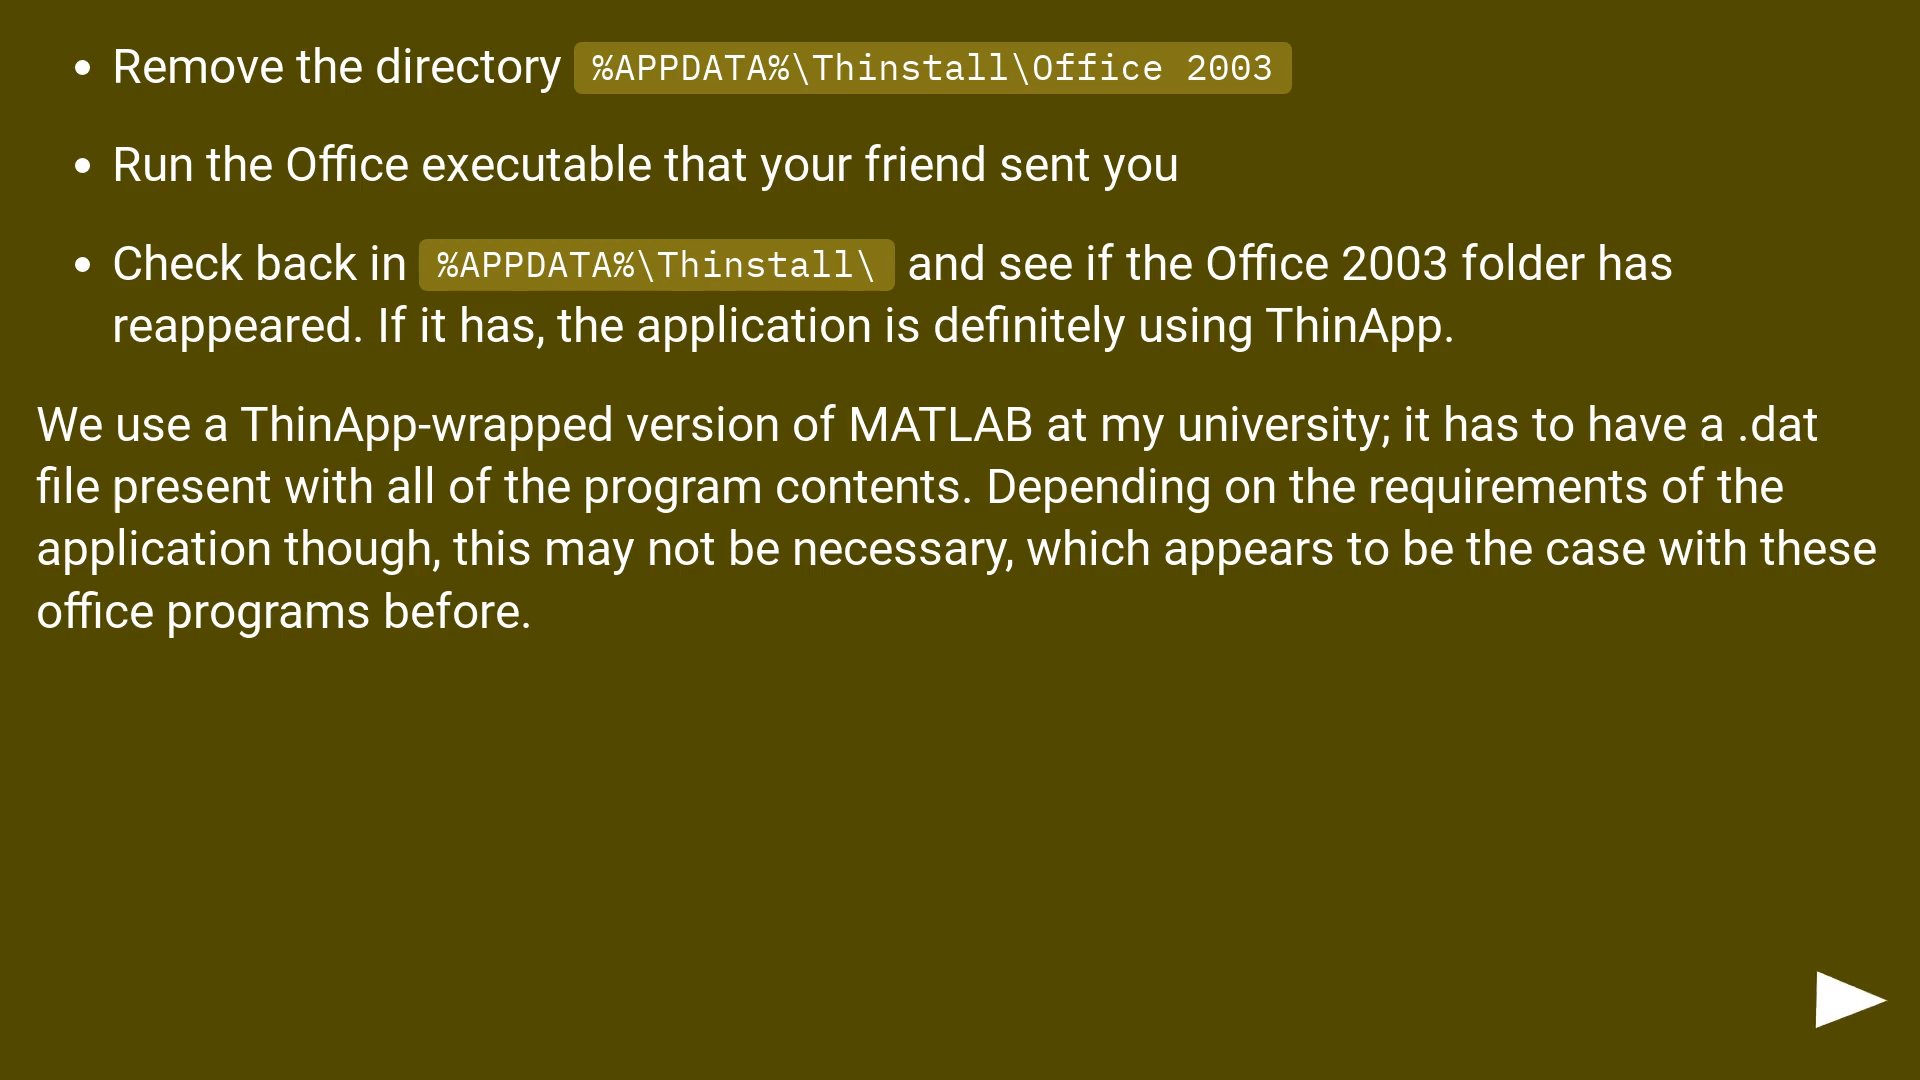 • Remove the directory %APPDATA%\Thinstall\Office 2003
• Run the Office executable that your friend sent you
• Check back in %APPDATA%\Thinstall\ and see if the Office 2003 folder has
reappeared. If it has, the application is definitely using ThinApp.
We use a ThinApp-wrapped version of MATLAB at my university; it has to have a .dat
file present with all of the program contents. Depending on the requirements of the
application though, this may not be necessary, which appears to be the case with these
office programs before.